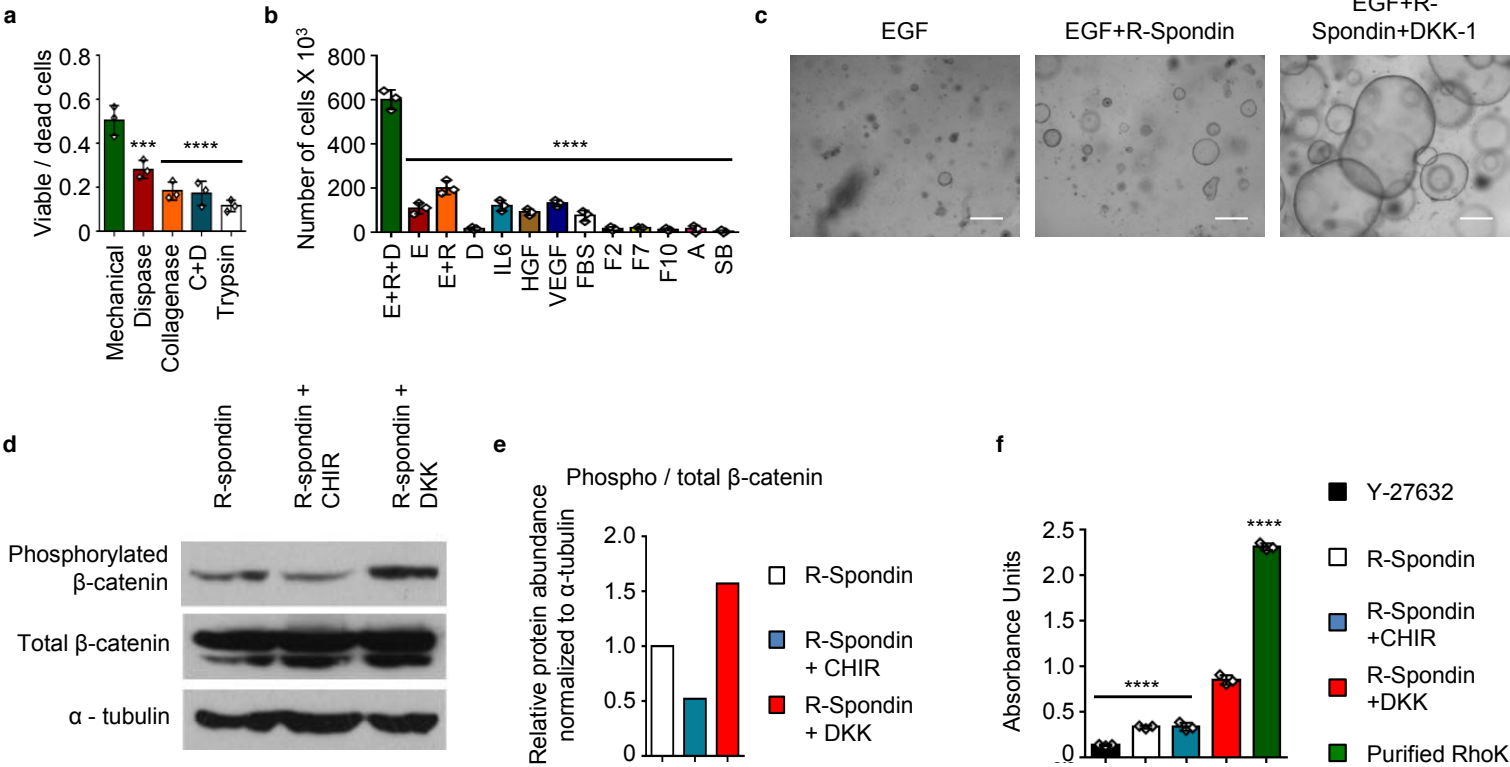 a
Viable / dead cells
0.8
0.6
0.4
0.2
0
***
****
Mechanical
Dispase
Collagenase
C+D
Trypsin
b
Number of cells X 10³
800
600
400
200
0
****
E+R+D
E
E+R
D
IL6
HGF
VEGF
FBS
F2
F7
F10
A
SB
c
EGF
EGF+R-Spondin
EGF+R-
Spondin+DKK-1
d
R-spondin
R-spondin +
CHIR
R-spondin +
DKK
Phosphorylated
β-catenin
Total β-catenin
α - tubulin
e
Phospho / total β-catenin
Relative protein abundance
normalized to α-tubulin
2.0
1.5
1.0
0.5
0
R-Spondin
R-Spondin
+ CHIR
R-Spondin
+ DKK
f
Absorbance Units
2.5
2.0
1.5
1.0
0.5
0
****
****
Y-27632
R-Spondin
R-Spondin
+CHIR
R-Spondin
+DKK
Purified RhoK